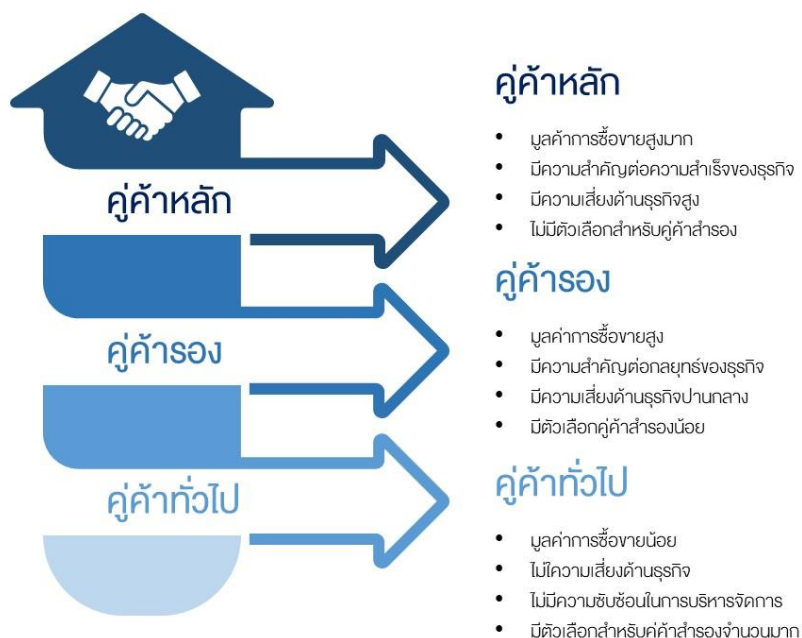 คู่ค้าหลัก
คู่ค้ารอง
คู่ค้าทั่วไป
คู่ค้าหลัก
• มูลค้าการซื้อขายสูงมาก
• มีความสำคัญต่อความสำเร็จของธุรกิจ
• มีความเสี่ยงด้านธุรกิจสูง
• ไม่มีตัวเลือกสำหรับคู่ค้าสำรอง
คู่ค้ารอง
• มูลค่าการซื้อขายสูง
• มีความสำคัญต่อกลยุทธ์ของธุรกิจ
• มีความเสี่ยงด้านธุรกิจปานกลาง
• มีตัวเลือกคู่ค้าสำรองน้อย
คู่ค้าทั่วไป
• มูลค่าการซื้อขายน้อย
• ไม่ใความเสี่ยงด้านธุรกิจ
• ไม่มีความซับซ้อนในการบริหารจัดการ
• มีตัวเลือกสำหรับคู่ค้าสำรองจำนวนมาก